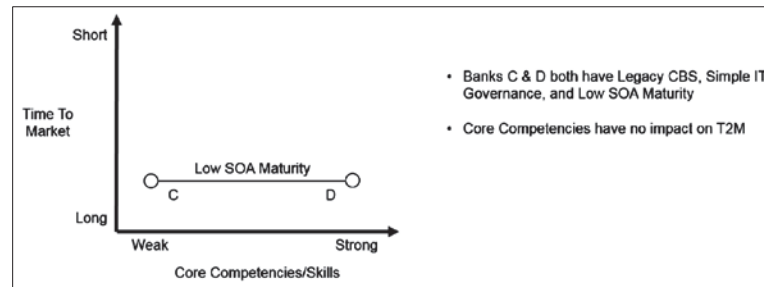 Short
Time To
Market
Long
Low SOA Maturity
C
D
Weak
Strong
Core Competencies/Skills
• Banks C & D both have Legacy CBS, Simple IT
Governance, and Low SOA Maturity
• Core Competencies have no impact on T2M